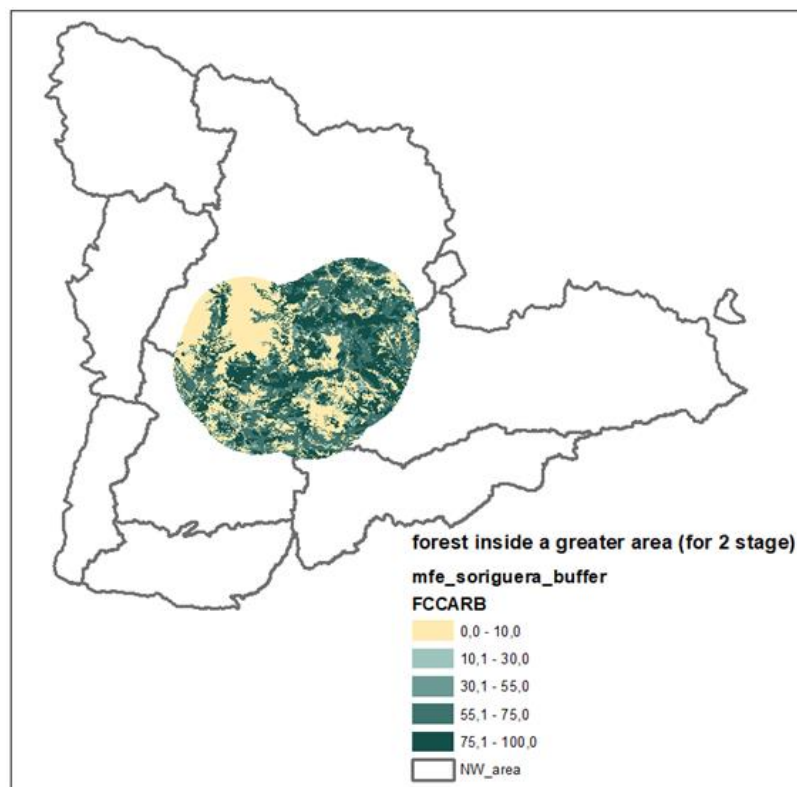 forest inside a greater area (for 2 stage)
mfe_soriguera_buffer
FCCARB
0,0 - 10,0
10,1 - 30,0
30,1 - 55,0
55,1 - 75,0
75,1 - 100,0
NW_area